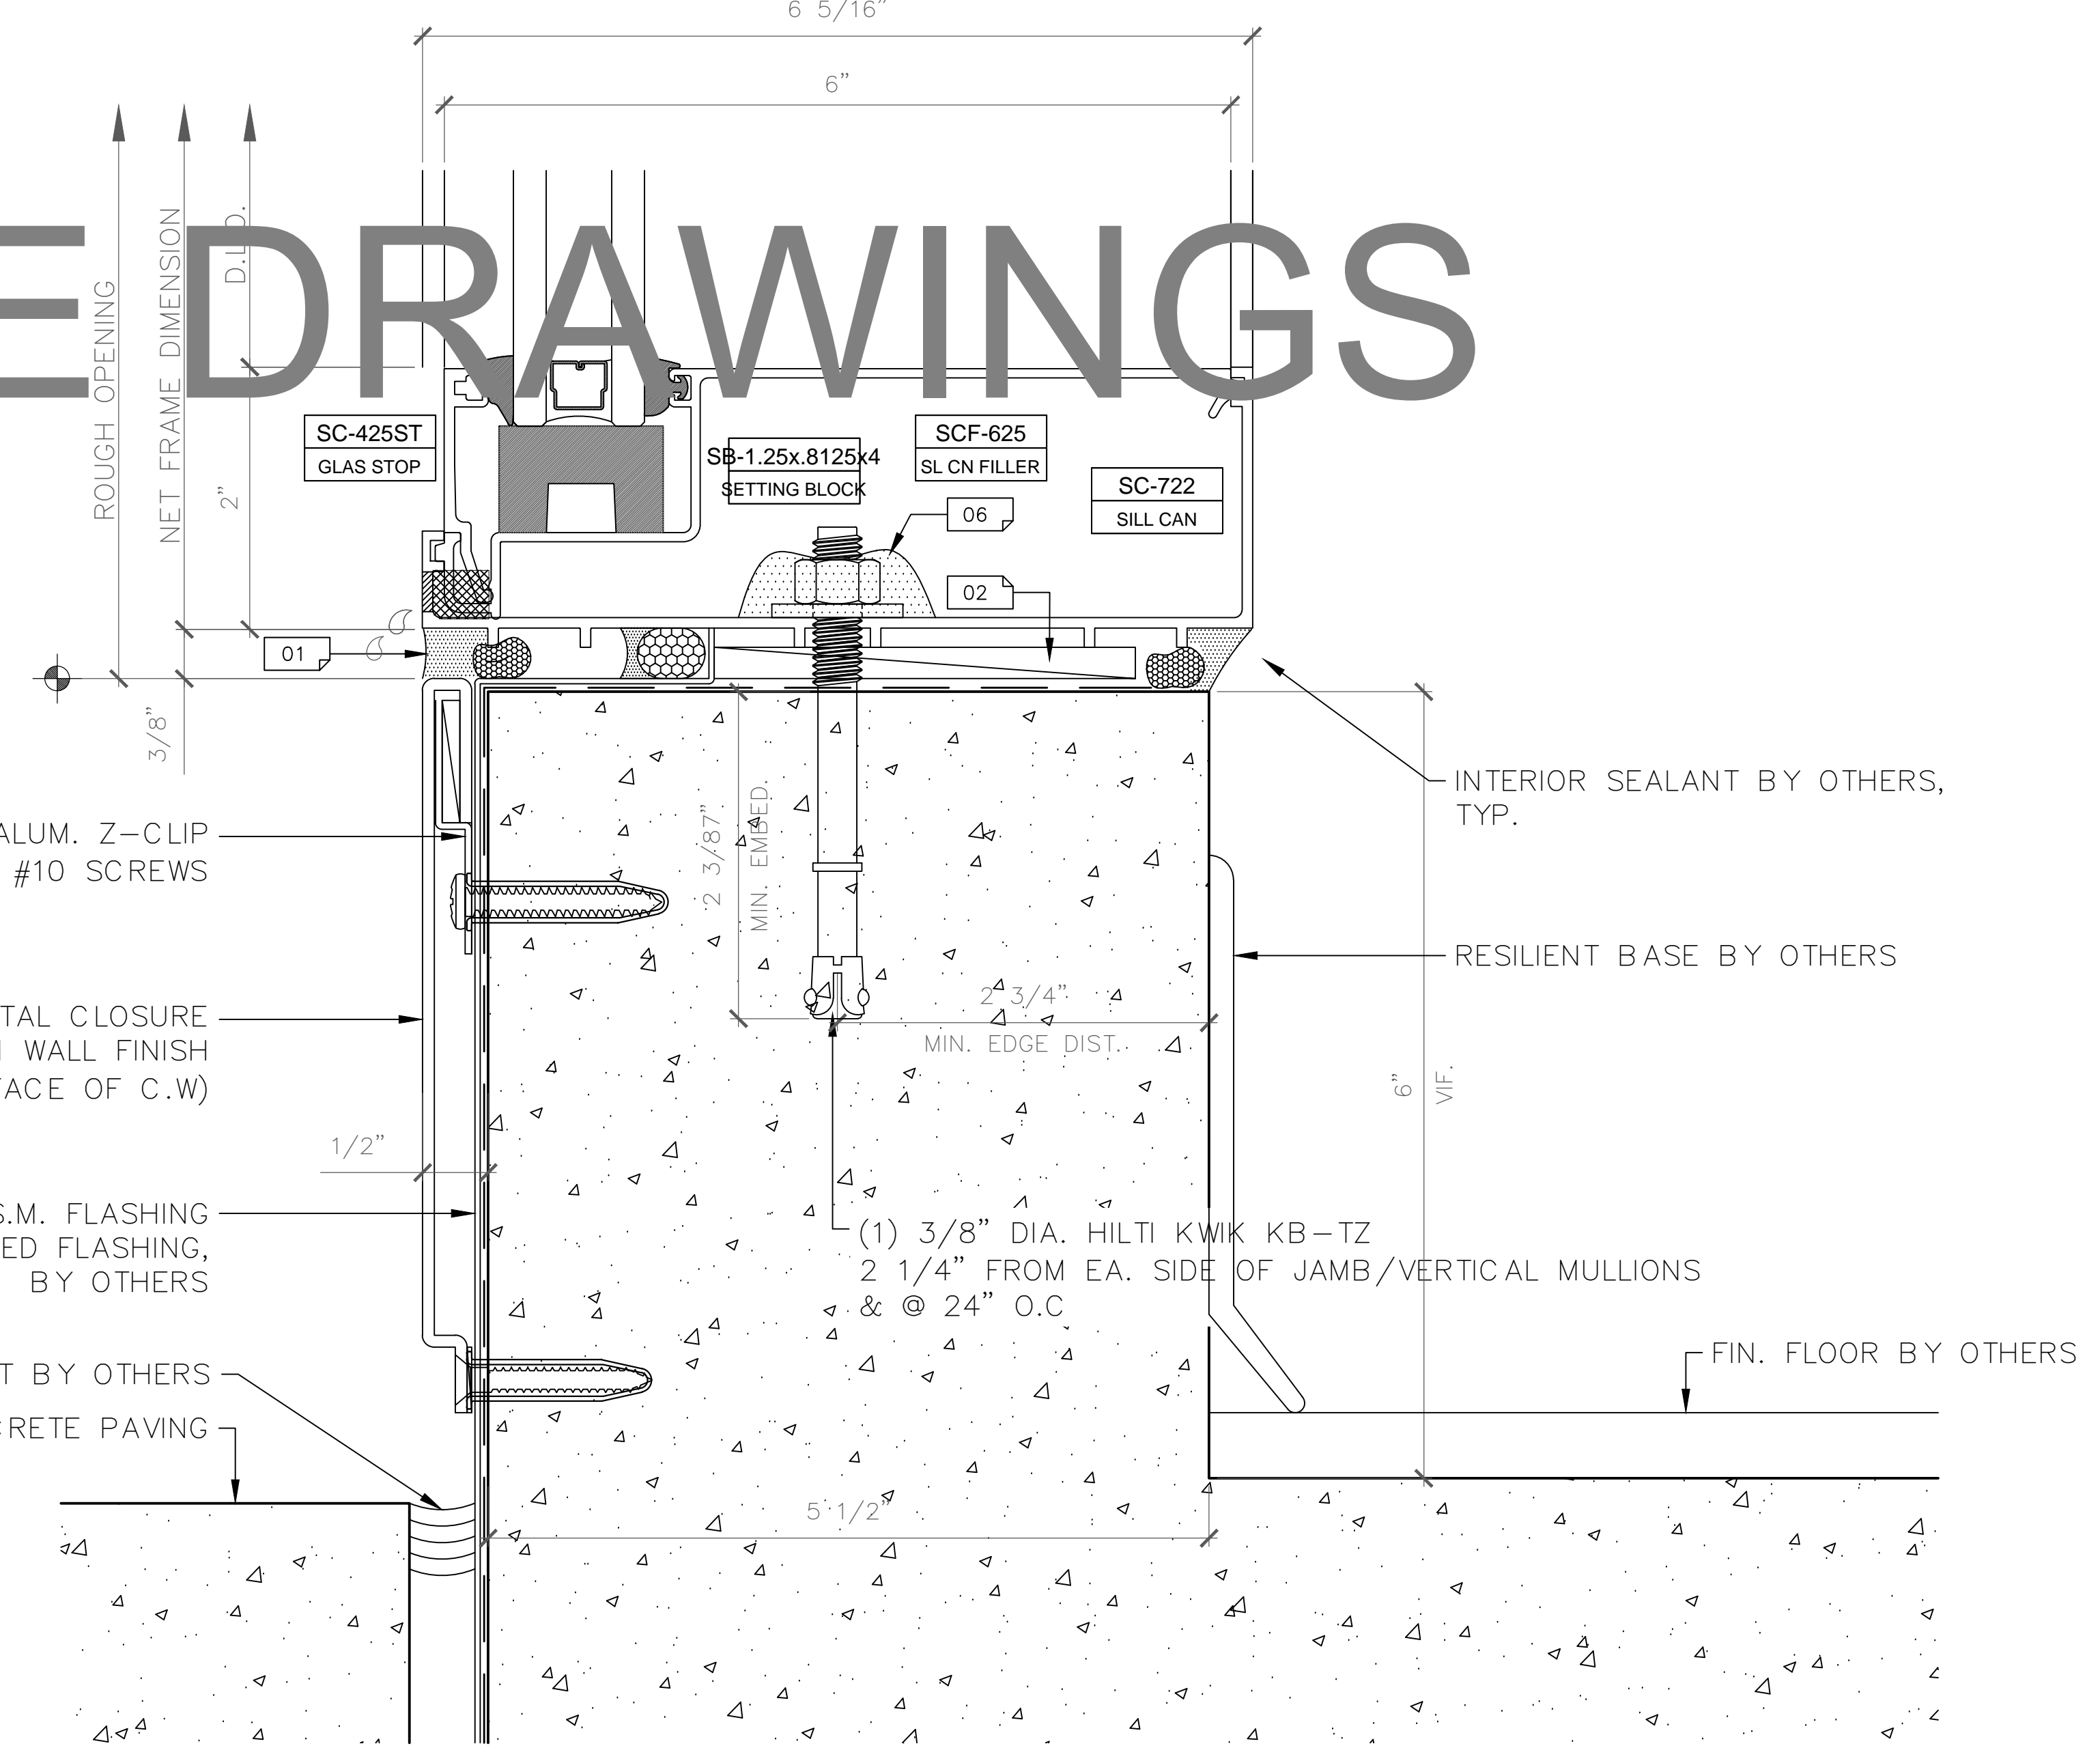 6 5/16"
6"
E DRAWINGS
ROUGH OPENING
NET FRAME DIMENSION
D.L.O.
2"
3/8"
SC-425ST
GLAS STOP
SB-1.25x.8125x4
SETTING BLOCK
SCF-625
SL CN FILLER
SC-722
SILL CAN
06
02
01
INTERIOR SEALANT BY OTHERS,
TYP.
ALUM. Z-CLIP
#10 SCREWS
2 3/87"
MIN. EMBED.
RESILIENT BASE BY OTHERS
2 3/4"
MIN. EDGE DIST.
TAL CLOSURE
WALL FINISH
FACE OF C.W)
6"
VIF.
1/2"
S.M. FLASHING
ED FLASHING,
BY OTHERS
(1) 3/8" DIA. HILTI KWIK KB-TZ
2 1/4" FROM EA. SIDE OF JAMB/VERTICAL MULLIONS
& @ 24" O.C
T BY OTHERS
CRETE PAVING
FIN. FLOOR BY OTHERS
5 1/2"